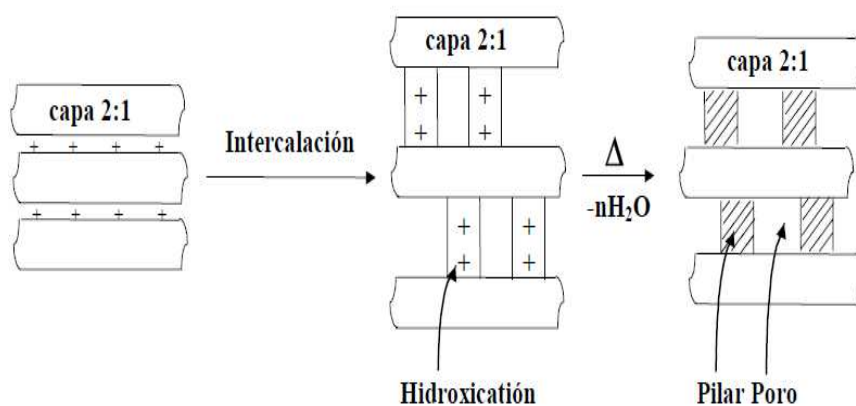 capa 2:1
+ + + +
+ + + +
Intercalación
capa 2:1
+ +
+ +
+ +
+ +
Hidroxicatión
Δ
-nH₂O
capa 2:1
Pilar Poro